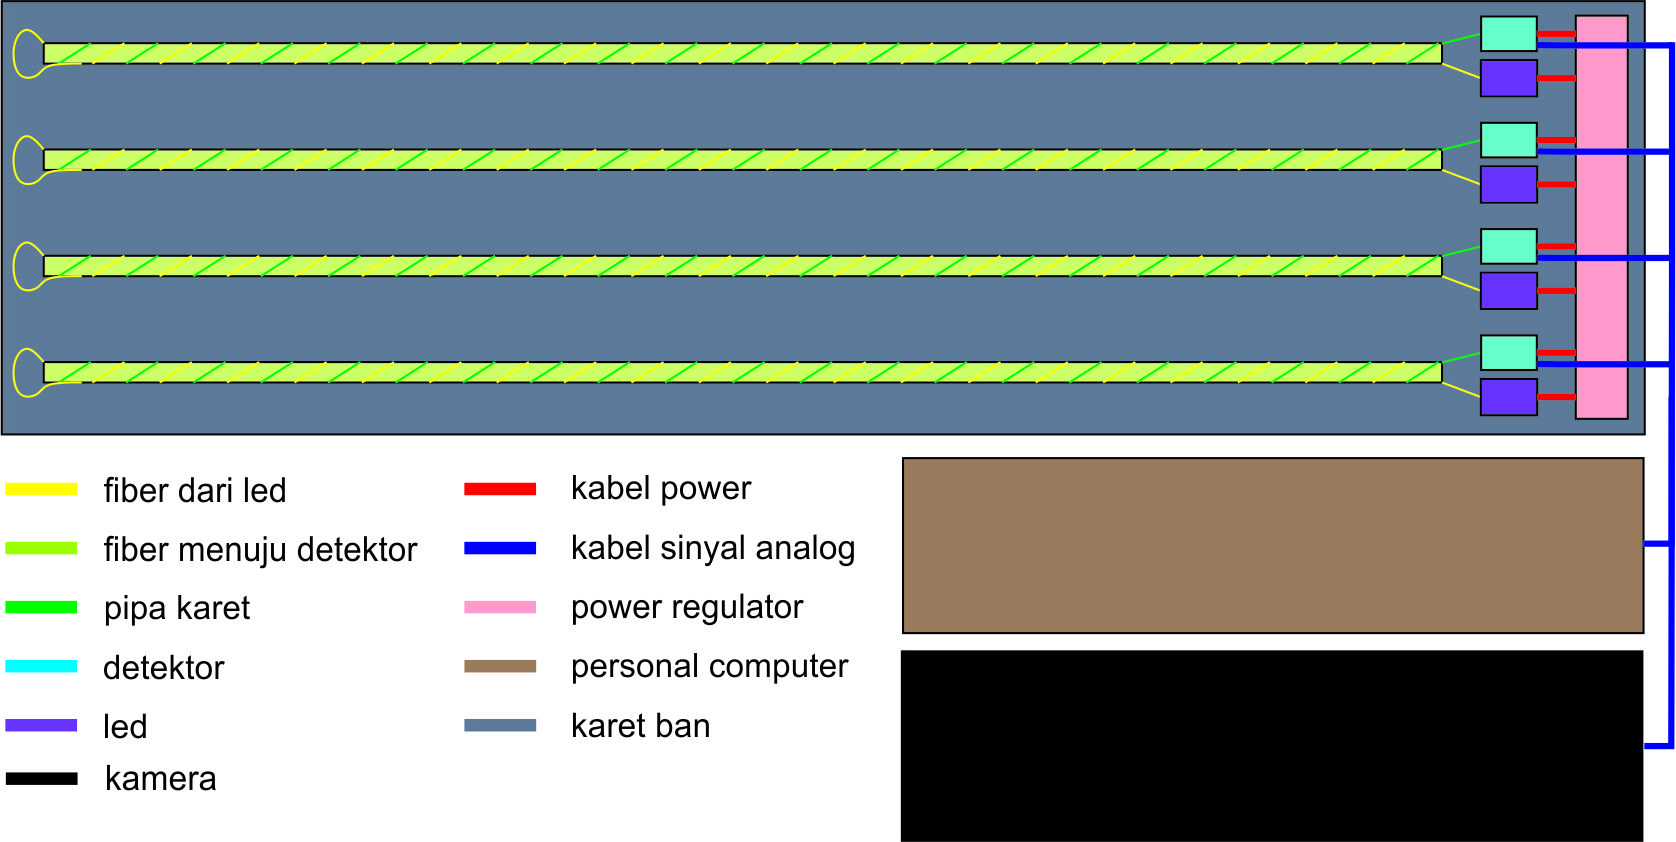 fiber dari led
fiber menuju detektor
pipa karet
detektor
led
kamera
kabel power
kabel sinyal analog
power regulator
personal computer
karet ban